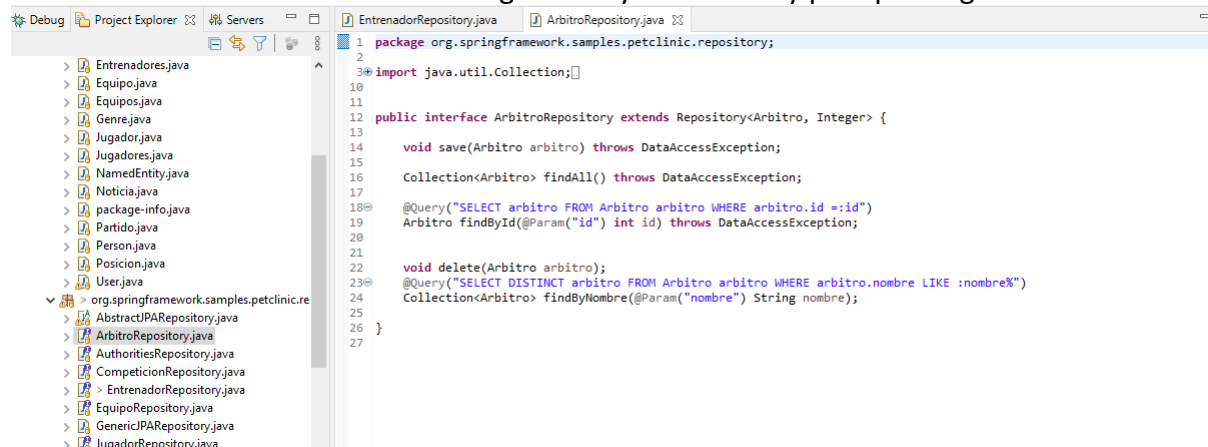 Debug Project Explorer Servers
EntrenadorRepository.java ArbitroRepository.java
Entrenadores.java
Equipo.java
Equipos.java
Genre.java
Jugador.java
Jugadores.java
NamedEntity.java
Noticia.java
package-info.java
Partido.java
Person.java
Posicion.java
User.java
> org.springframework.samples.petclinic.re
AbstractJPARepository.java
ArbitroRepository.java
AuthoritiesRepository.java
CompeticionRepository.java
> EntrenadorRepository.java
EquipoRepository.java
GenericJPARepository.java
JugadorRepository.java
1 package org.springframework.samples.petclinic.repository;
2
3 import java.util.Collection;
10
11
12 public interface ArbitroRepository extends Repository<Arbitro, Integer> {
13
14 void save(Arbitro arbitro) throws DataAccessException;
15
16 Collection<Arbitro> findAll() throws DataAccessException;
17
18 @Query("SELECT arbitro FROM Arbitro arbitro WHERE arbitro.id =:id")
19 Arbitro findById(@Param("id") int id) throws DataAccessException;
20
21
22 void delete(Arbitro arbitro);
23 @Query("SELECT DISTINCT arbitro FROM Arbitro arbitro WHERE arbitro.nombre LIKE :nombre%")
24 Collection<Arbitro> findByNombre(@Param("nombre") String nombre);
25
26 }
27